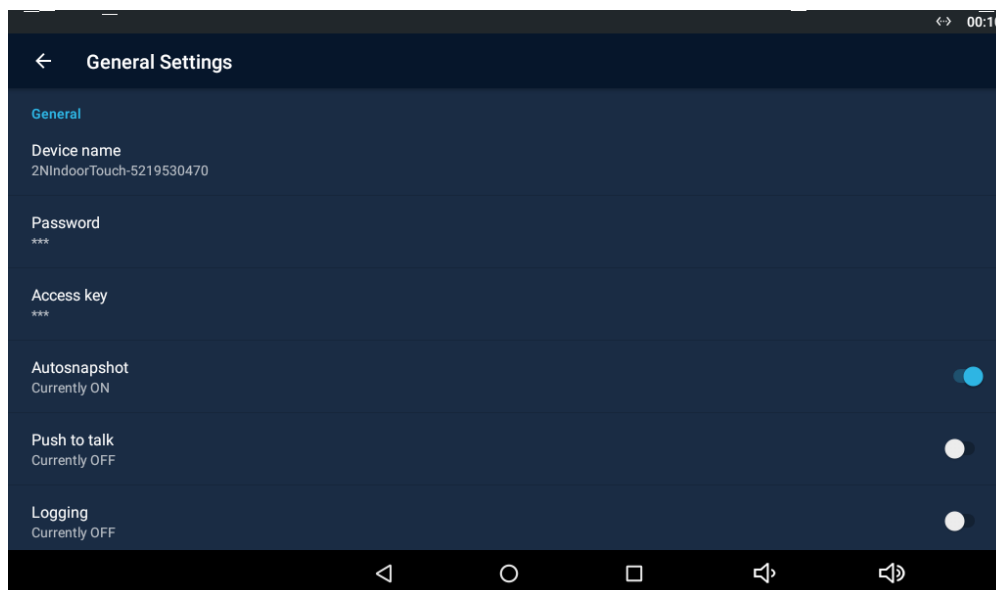 General Settings
General
Device name
2NIndoorTouch-5219530470
Password
***
Access key
***
Autosnapshot
Currently ON
Push to talk
Currently OFF
Logging
Currently OFF